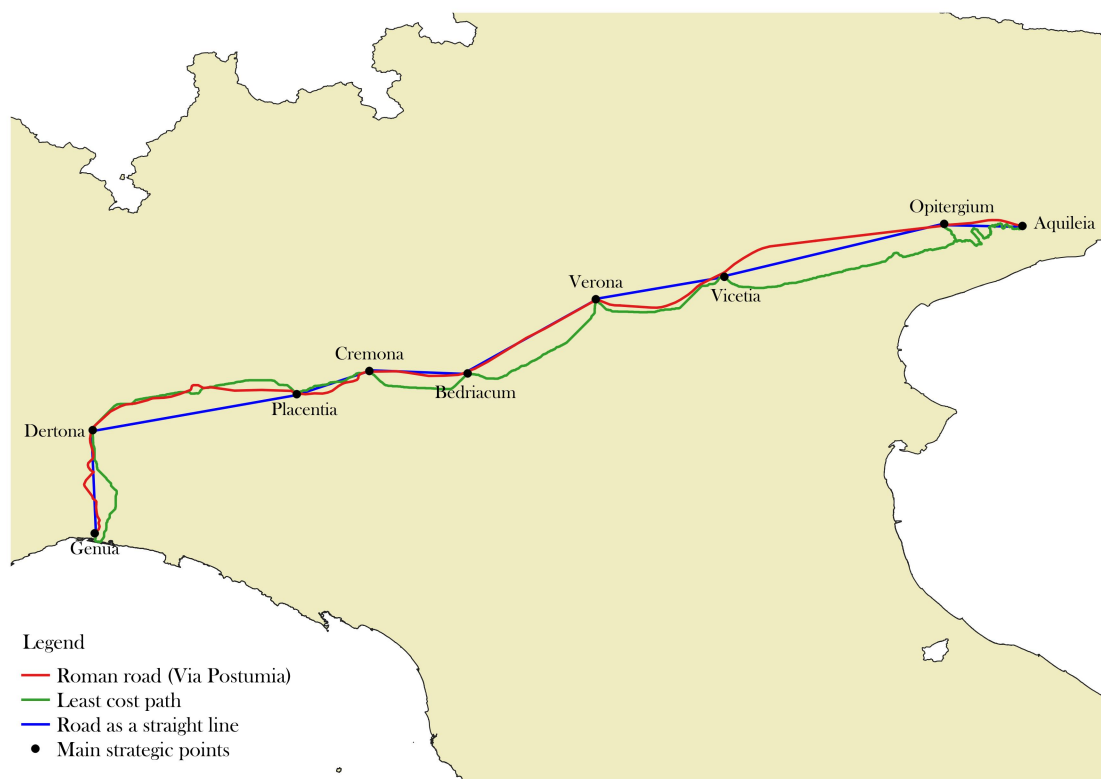 Opitergium
Aquileia
Verona
Vicetia
Cremona
Bedriacum
Placentia
Dertona
Genua
Legend
Roman road (Via Postumia)
Least cost path
Road as a straight line
Main strategic points